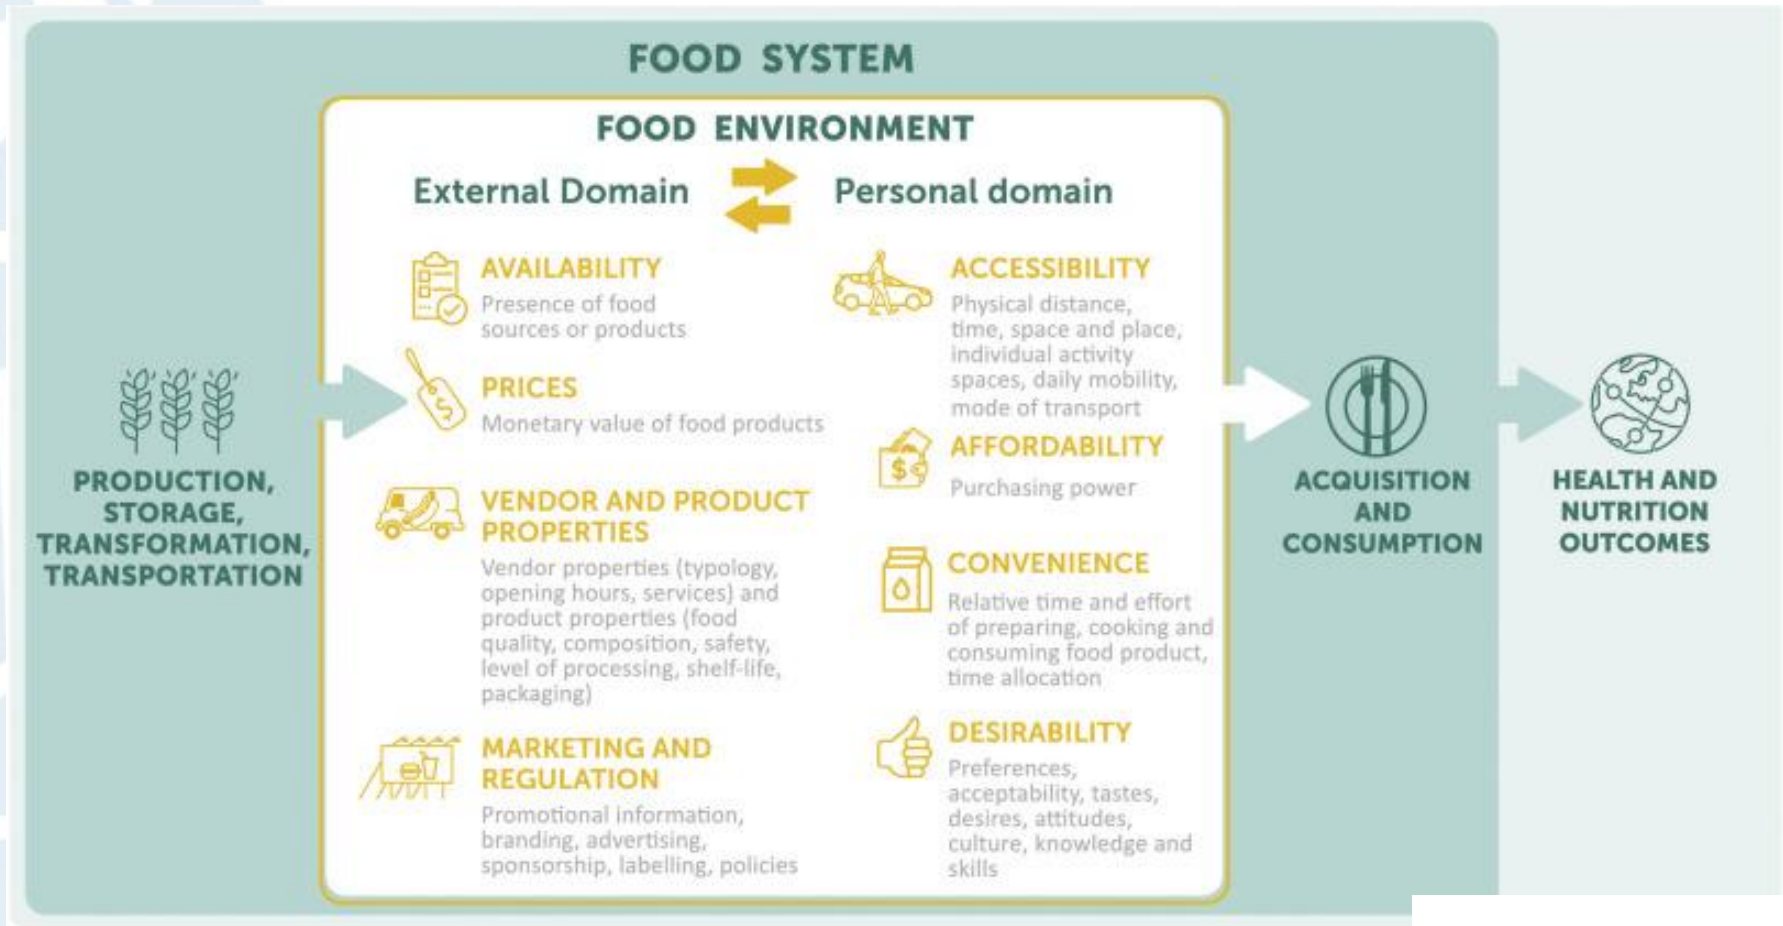 FOOD SYSTEM
FOOD ENVIRONMENT
External Domain
Personal domain
AVAILABILITY
Presence of food
sources or products
PRICES
Monetary value of food products
VENDOR AND PRODUCT
PROPERTIES
Vendor properties (typology,
opening hours, services) and
product properties (food
quality, composition, safety,
level of processing, shelf-life,
packaging)
MARKETING AND
REGULATION
Promotional information,
branding, advertising,
sponsorship, labelling, policies
ACCESSIBILITY
Physical distance,
time, space and place,
individual activity
spaces, daily mobility,
mode of transport
AFFORDABILITY
Purchasing power
CONVENIENCE
Relative time and effort
of preparing, cooking and
consuming food product,
time allocation
DESIRABILITY
Preferences,
acceptability, tastes,
desires, attitudes,
culture, knowledge and
skills
PRODUCTION,
STORAGE,
TRANSFORMATION,
TRANSPORTATION
ACQUISITION
AND
CONSUMPTION
HEALTH AND
NUTRITION
OUTCOMES